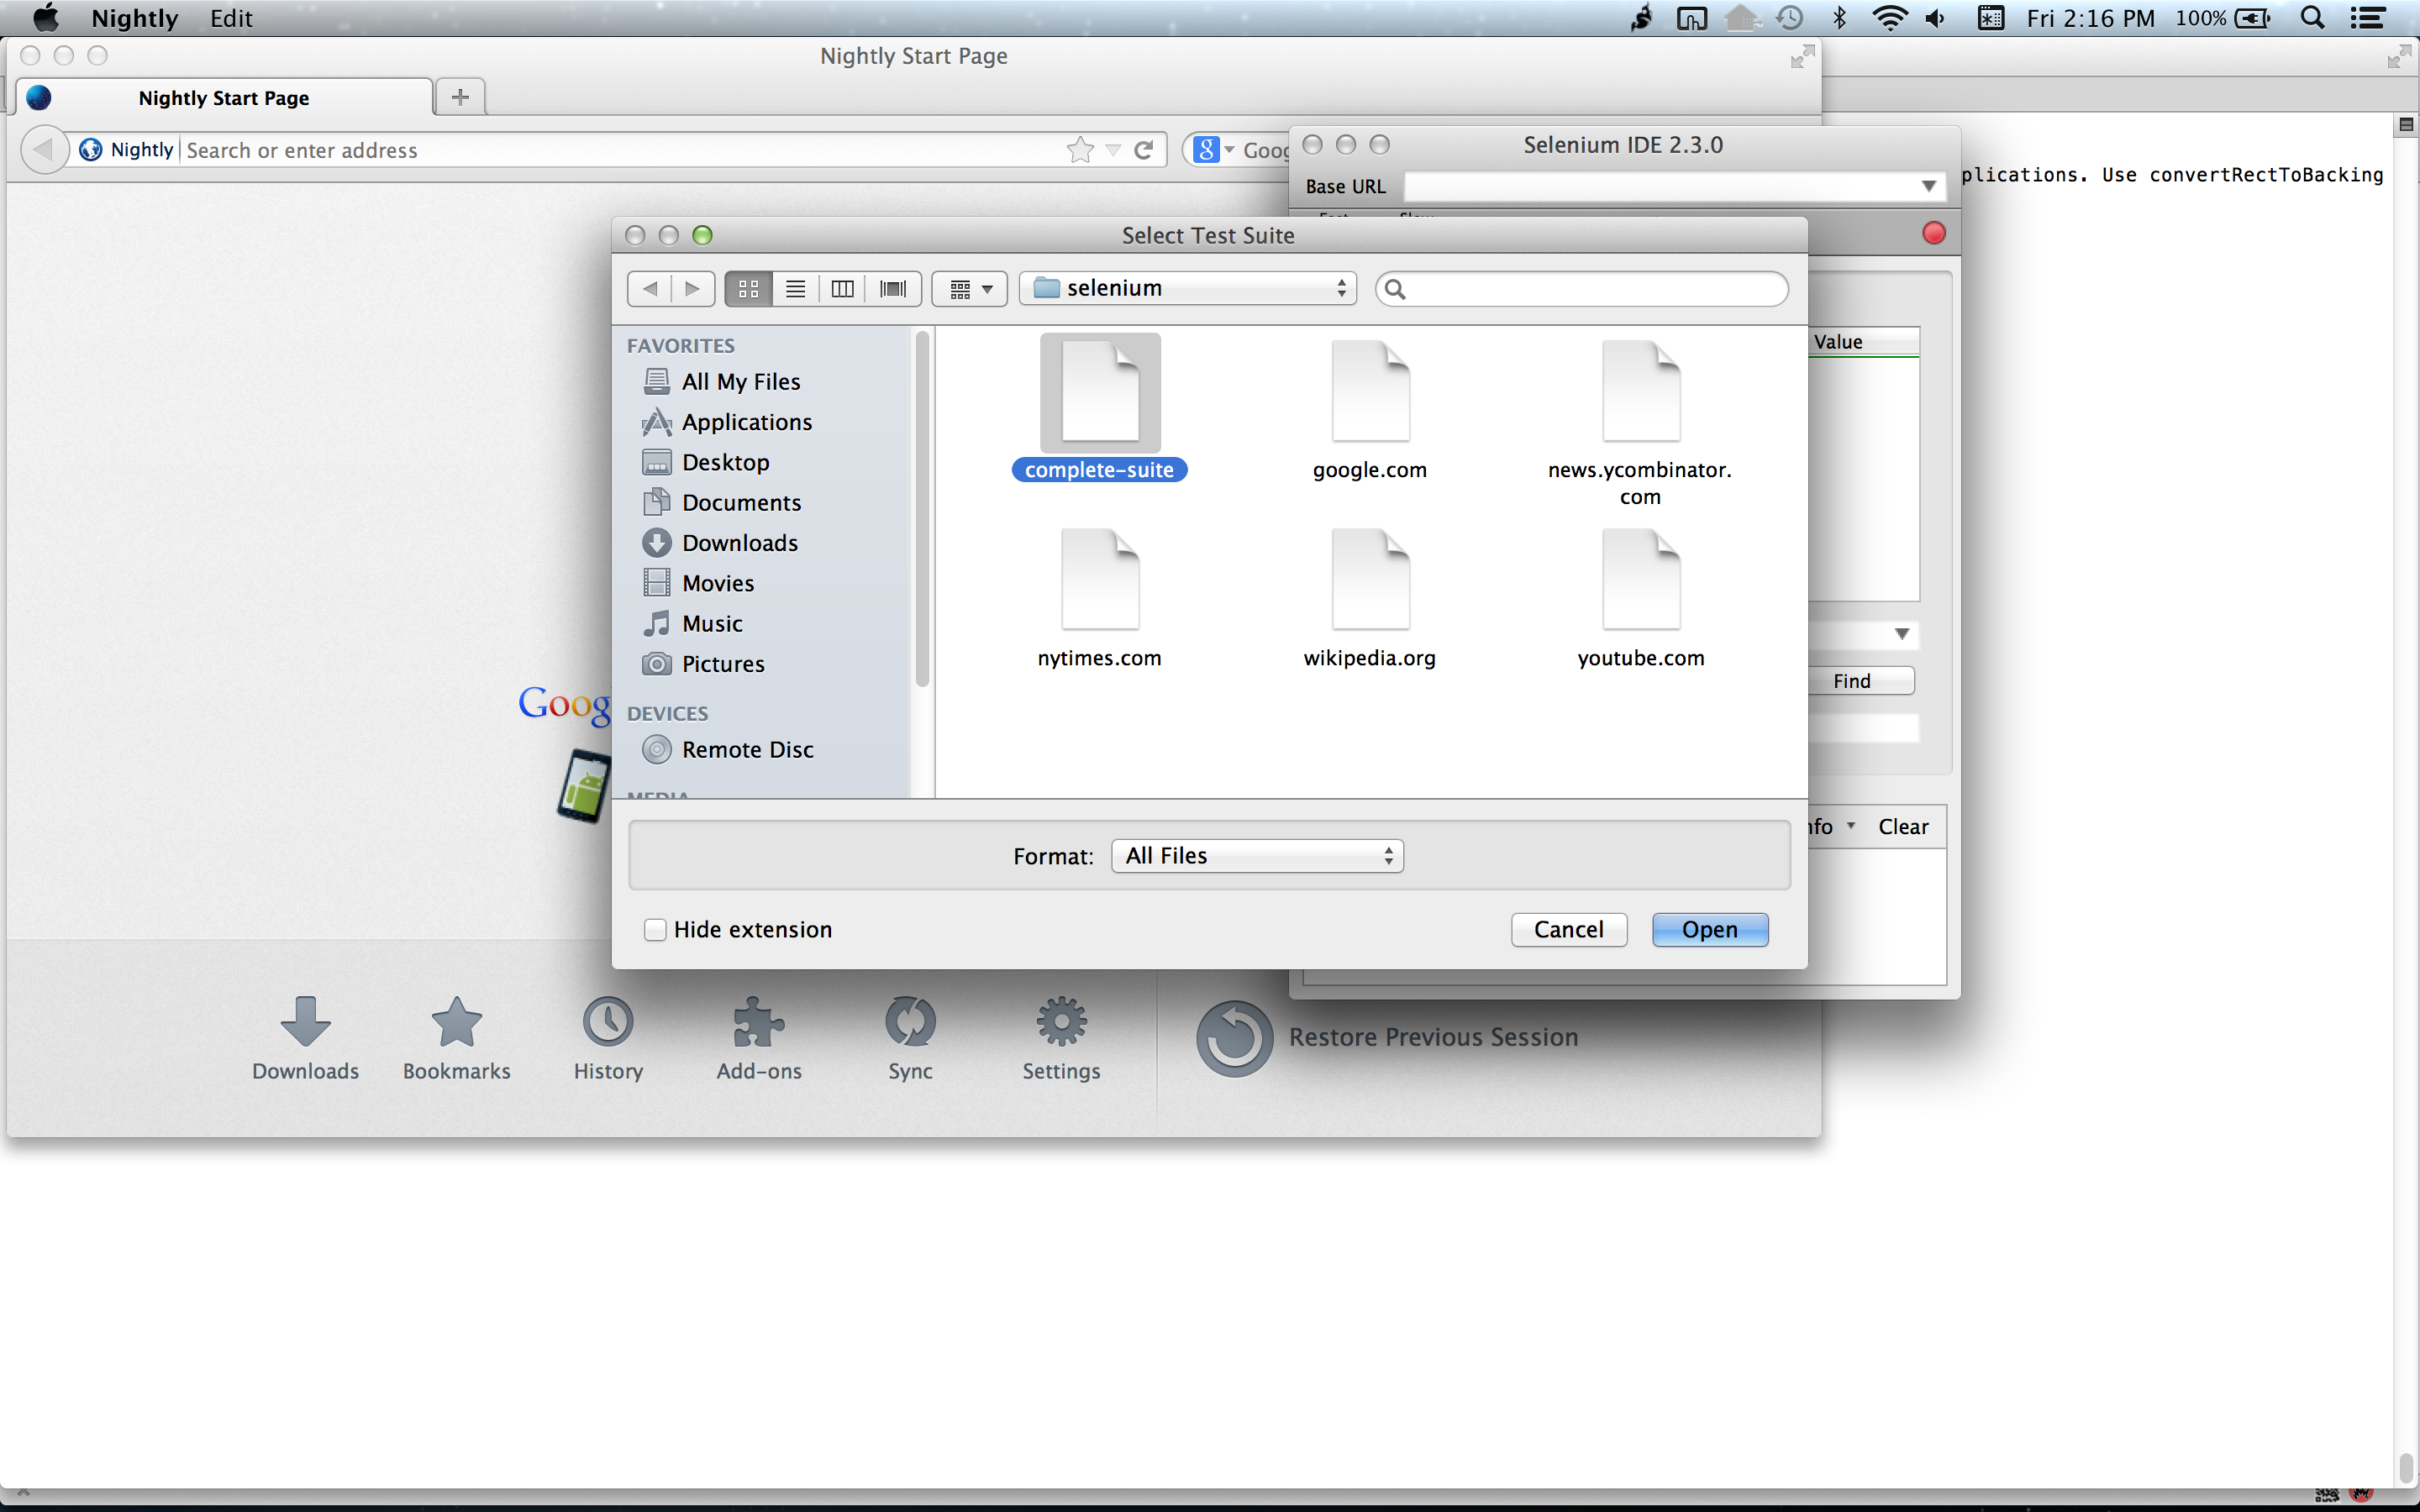 Nightly Edit Fri 2:16 PM 100%
Nightly Start Page
Nightly Start Page
Nightly Search or enter address
Goog
Selenium IDE 2.3.0
Base URL
plications. Use convertRectToBacking
Select Test Suite
selenium
Value
FAVORITES
All My Files
Applications
Desktop
Documents
Downloads
Movies
Music
Pictures
DEVICES
Remote Disc
complete-suite
google.com
news.ycombinator.
com
nytimes.com
wikipedia.org
youtube.com
Find
Goog
nfo Clear
Format: All Files
Hide extension
Cancel Open
Downloads
Bookmarks
History
Add-ons
Sync
Settings
Restore Previous Session